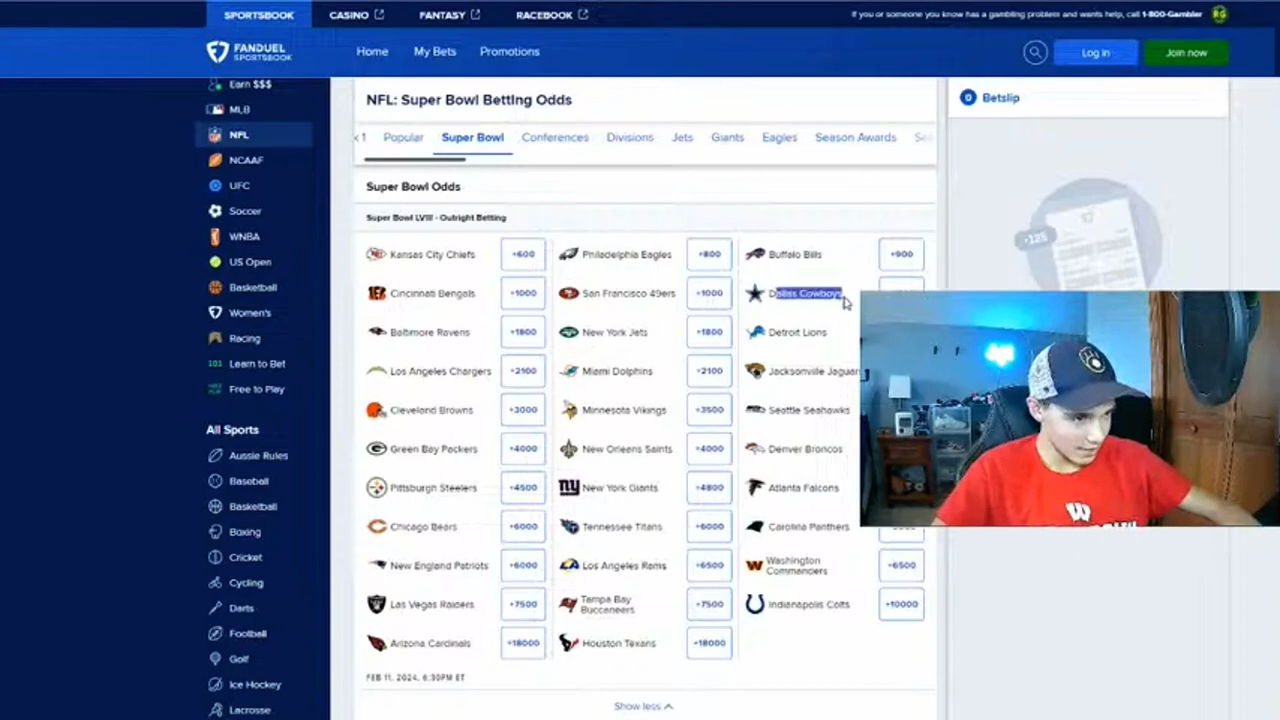 SPORTSBOOK CASINO FANTASY RACEBOOK If you or someone you know has a gambling problem and wants help, call 1-800-Gambler RG
FANDUEL
SPORTSBOOK
Home My Bets Promotions Log in Join now
Earn $$$
MLB
NFL
NCAAF
UFC
Soccer
WNBA
US Open
Basketball
Women's
Racing
101 Learn to Bet
Free to Play
All Sports
Aussie Rules
Baseball
Basketball
Boxing
Cricket
Cycling
Darts
Football
Golf
Ice Hockey
Lacrosse
NFL: Super Bowl Betting Odds
1 Popular Super Bowl Conferences Divisions Jets Giants Eagles Season Awards
Super Bowl Odds
Super Bowl LVIII - Outright Betting
Kansas City Chiefs +600 Philadelphia Eagles +800 Buffalo Bills +900
Cincinnati Bengals +1000 San Francisco 49ers +1000 Dallas Cowboys
Baltimore Ravens +1800 New York Jets +1800 Detroit Lions
Los Angeles Chargers +2100 Miami Dolphins +2100 Jacksonville Jaguar
Cleveland Browns +3000 Minnesota Vikings +3500 Seattle Seahawks
Green Bay Packers +4000 New Orleans Saints +4000 Denver Broncos
Pittsburgh Steelers +4500 New York Giants +4800 Atlanta Falcons
Chicago Bears +6000 Tennessee Titans +6000 Carolina Panthers
New England Patriots +6000 Los Angeles Rams +6500 Washington Commanders +6500
Las Vegas Raiders +7500 Tampa Bay Buccaneers +7500 Indianapolis Colts +10000
Arizona Cardinals +18000 Houston Texans +18000
FEB 11, 2024, 6:30PM ET
Show less
0 Betslip
+125
W